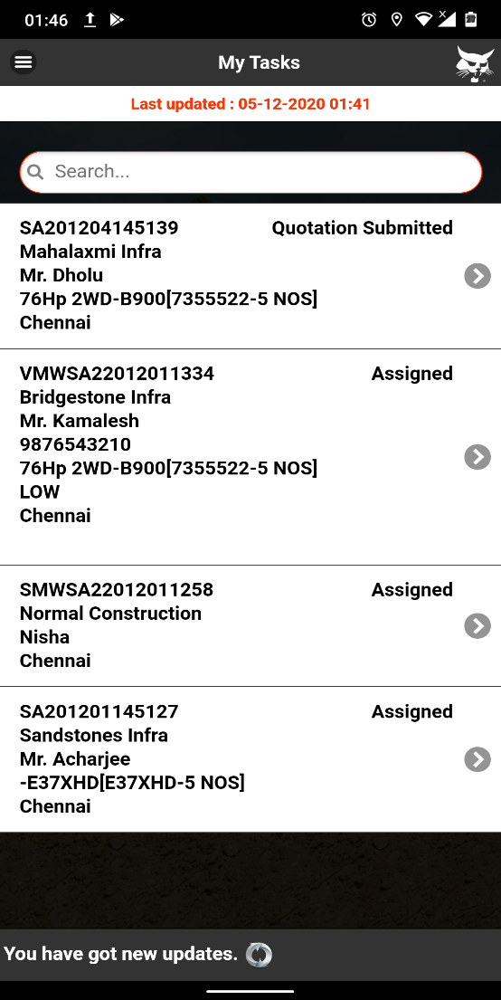 01:46
My Tasks
Last updated : 05-12-2020 01:41
Search...
SA201204145139 Quotation Submitted
Mahalaxmi Infra
Mr. Dholu
76Hp 2WD-B900[7355522-5 NOS]
Chennai
VMWSA22012011334 Assigned
Bridgestone Infra
Mr. Kamalesh
9876543210
76Hp 2WD-B900[7355522-5 NOS]
LOW
Chennai
SMWSA22012011258 Assigned
Normal Construction
Nisha
Chennai
SA201201145127 Assigned
Sandstones Infra
Mr. Acharjee
-E37XHD[E37XHD-5 NOS]
Chennai
You have got new updates.